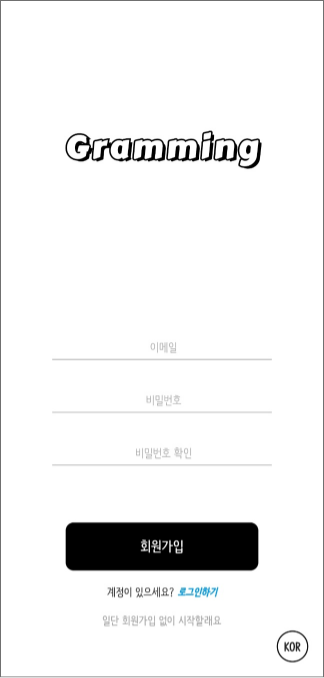 Gramming
이메일
비밀번호
비밀번호 확인
회원가입
계정이 있으세요? 로그인하기
일단 회원가입 없이 시작할래요
KOR